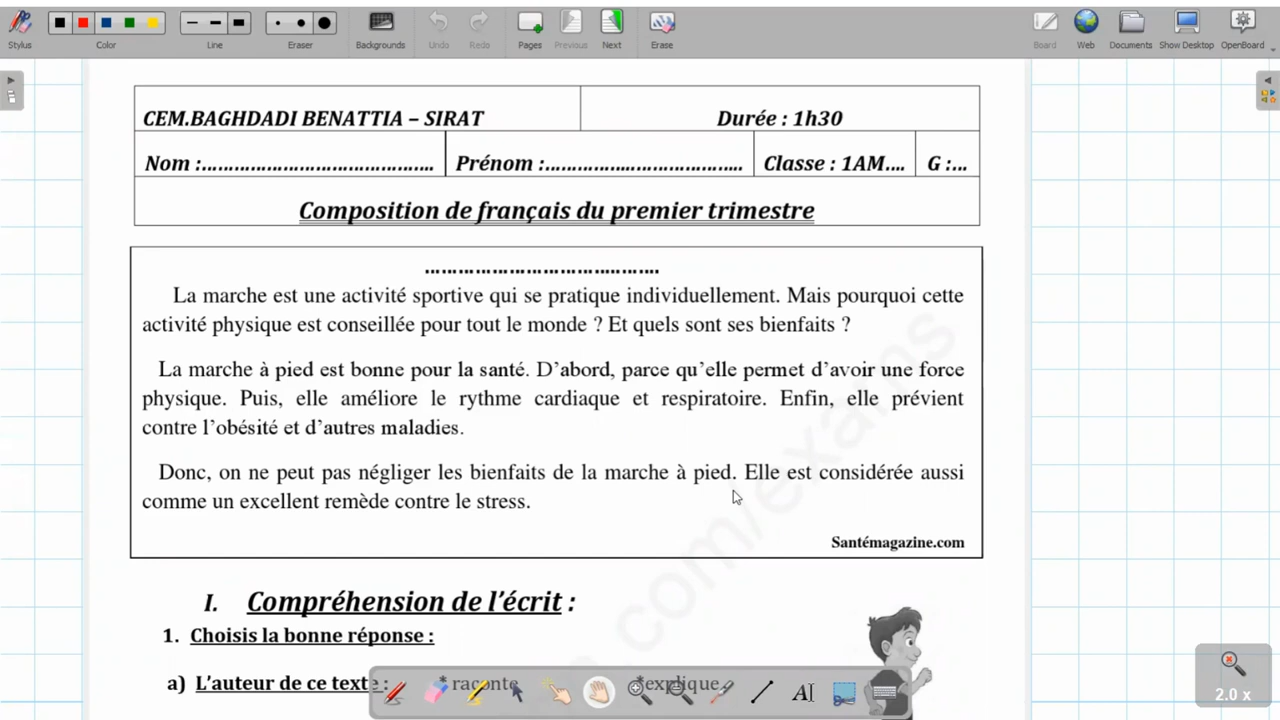 Stylus Color Line Eraser Backgrounds Undo Redo Pages Previous Next Erase Board Web Documents Show Desktop OpenBoard
CEM.BAGHDADI BENATTIA – SIRAT Durée : 1h30
Nom :......................................... Prénom :.................................... Classe : 1AM.... G :...
Composition de français du premier trimestre
..........................................
La marche est une activité sportive qui se pratique individuellement. Mais pourquoi cette
activité physique est conseillée pour tout le monde ? Et quels sont ses bienfaits ?
La marche à pied est bonne pour la santé. D’abord, parce qu’elle permet d’avoir une force
physique. Puis, elle améliore le rythme cardiaque et respiratoire. Enfin, elle prévient
contre l’obésité et d’autres maladies.
Donc, on ne peut pas négliger les bienfaits de la marche à pied. Elle est considérée aussi
comme un excellent remède contre le stress.
Santémagazine.com
I. Compréhension de l’écrit :
1. Choisis la bonne réponse :
a) L’auteur de ce texte : * raconte *explique
2.0 x